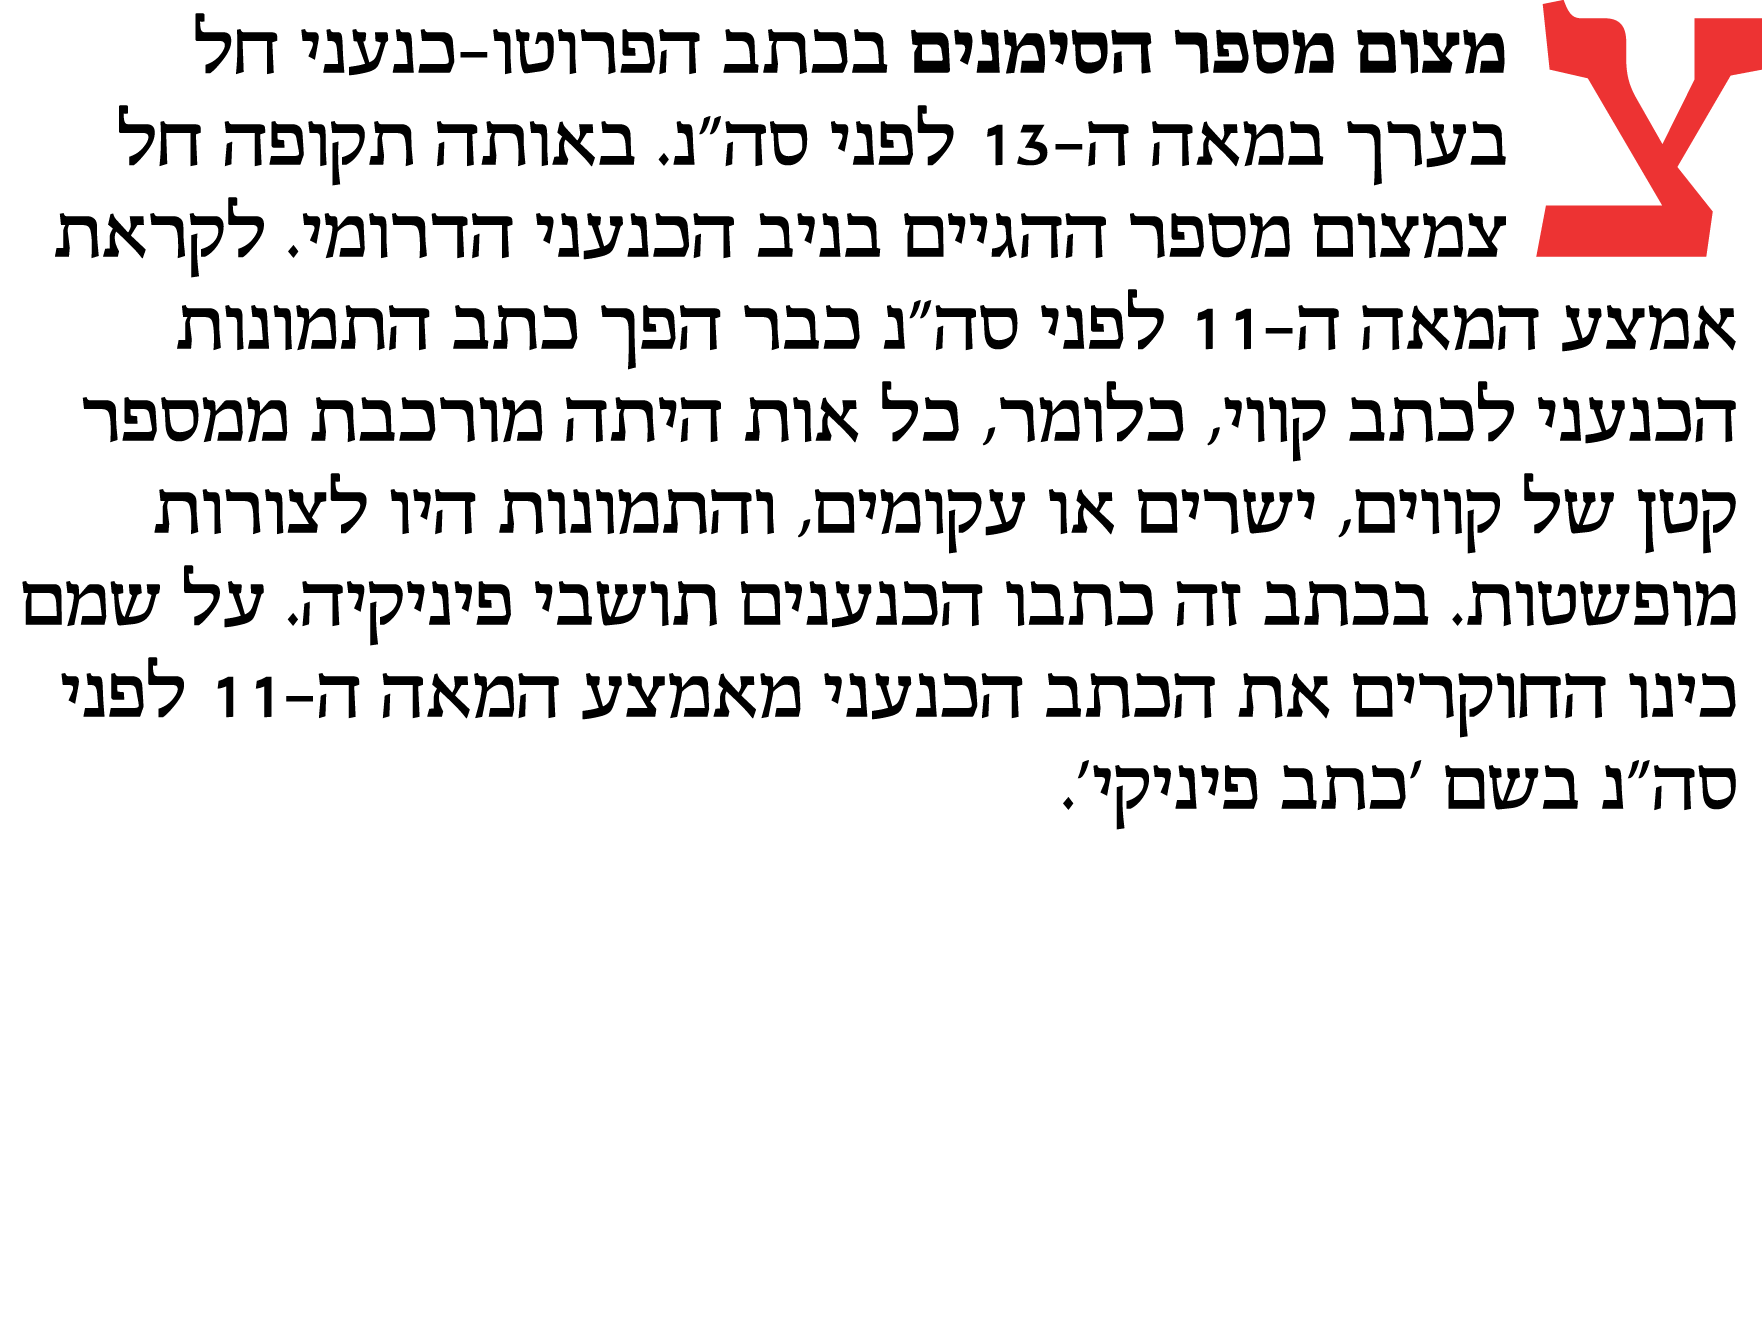 צמצום מספר הסימנים בכתב הפרוטו-כנעני חל
בערך במאה ה-13 לפני סה"נ. באותה תקופה חל
צמצום מספר ההגיים בניב הכנעני הדרומי. לקראת
אמצע המאה ה-11 לפני סה"נ כבר הפך כתב התמונות
הכנעני לכתב קווי, כלומר, כל אות היתה מורכבת ממספר
קטן של קווים, ישרים או עקומים, והתמונות היו לצורות
מופשטות. בכתב זה כתבו הכנענים תושבי פיניקיה. על שמם
כינו החוקרים את הכתב הכנעני מאמצע המאה ה-11 לפני
סה"נ בשם 'כתב פיניקי'.